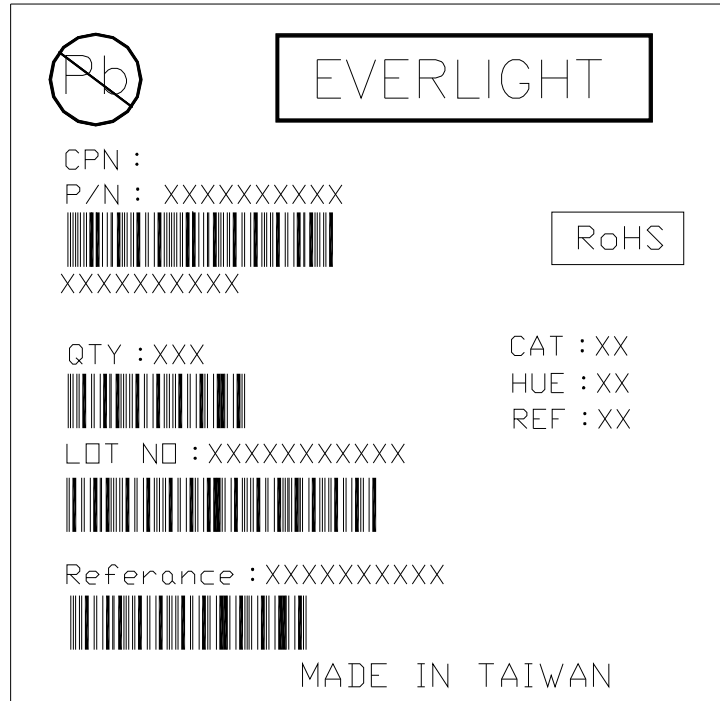 Pb
EVERLIGHT
CPN :
P/N : XXXXXXXXXX
RoHS
XXXXXXXXXX
QTY : XXX
CAT : XX
HUE : XX
REF : XX
LOT NO : XXXXXXXXXXX
Referance : XXXXXXXXXX
MADE IN TAIWAN